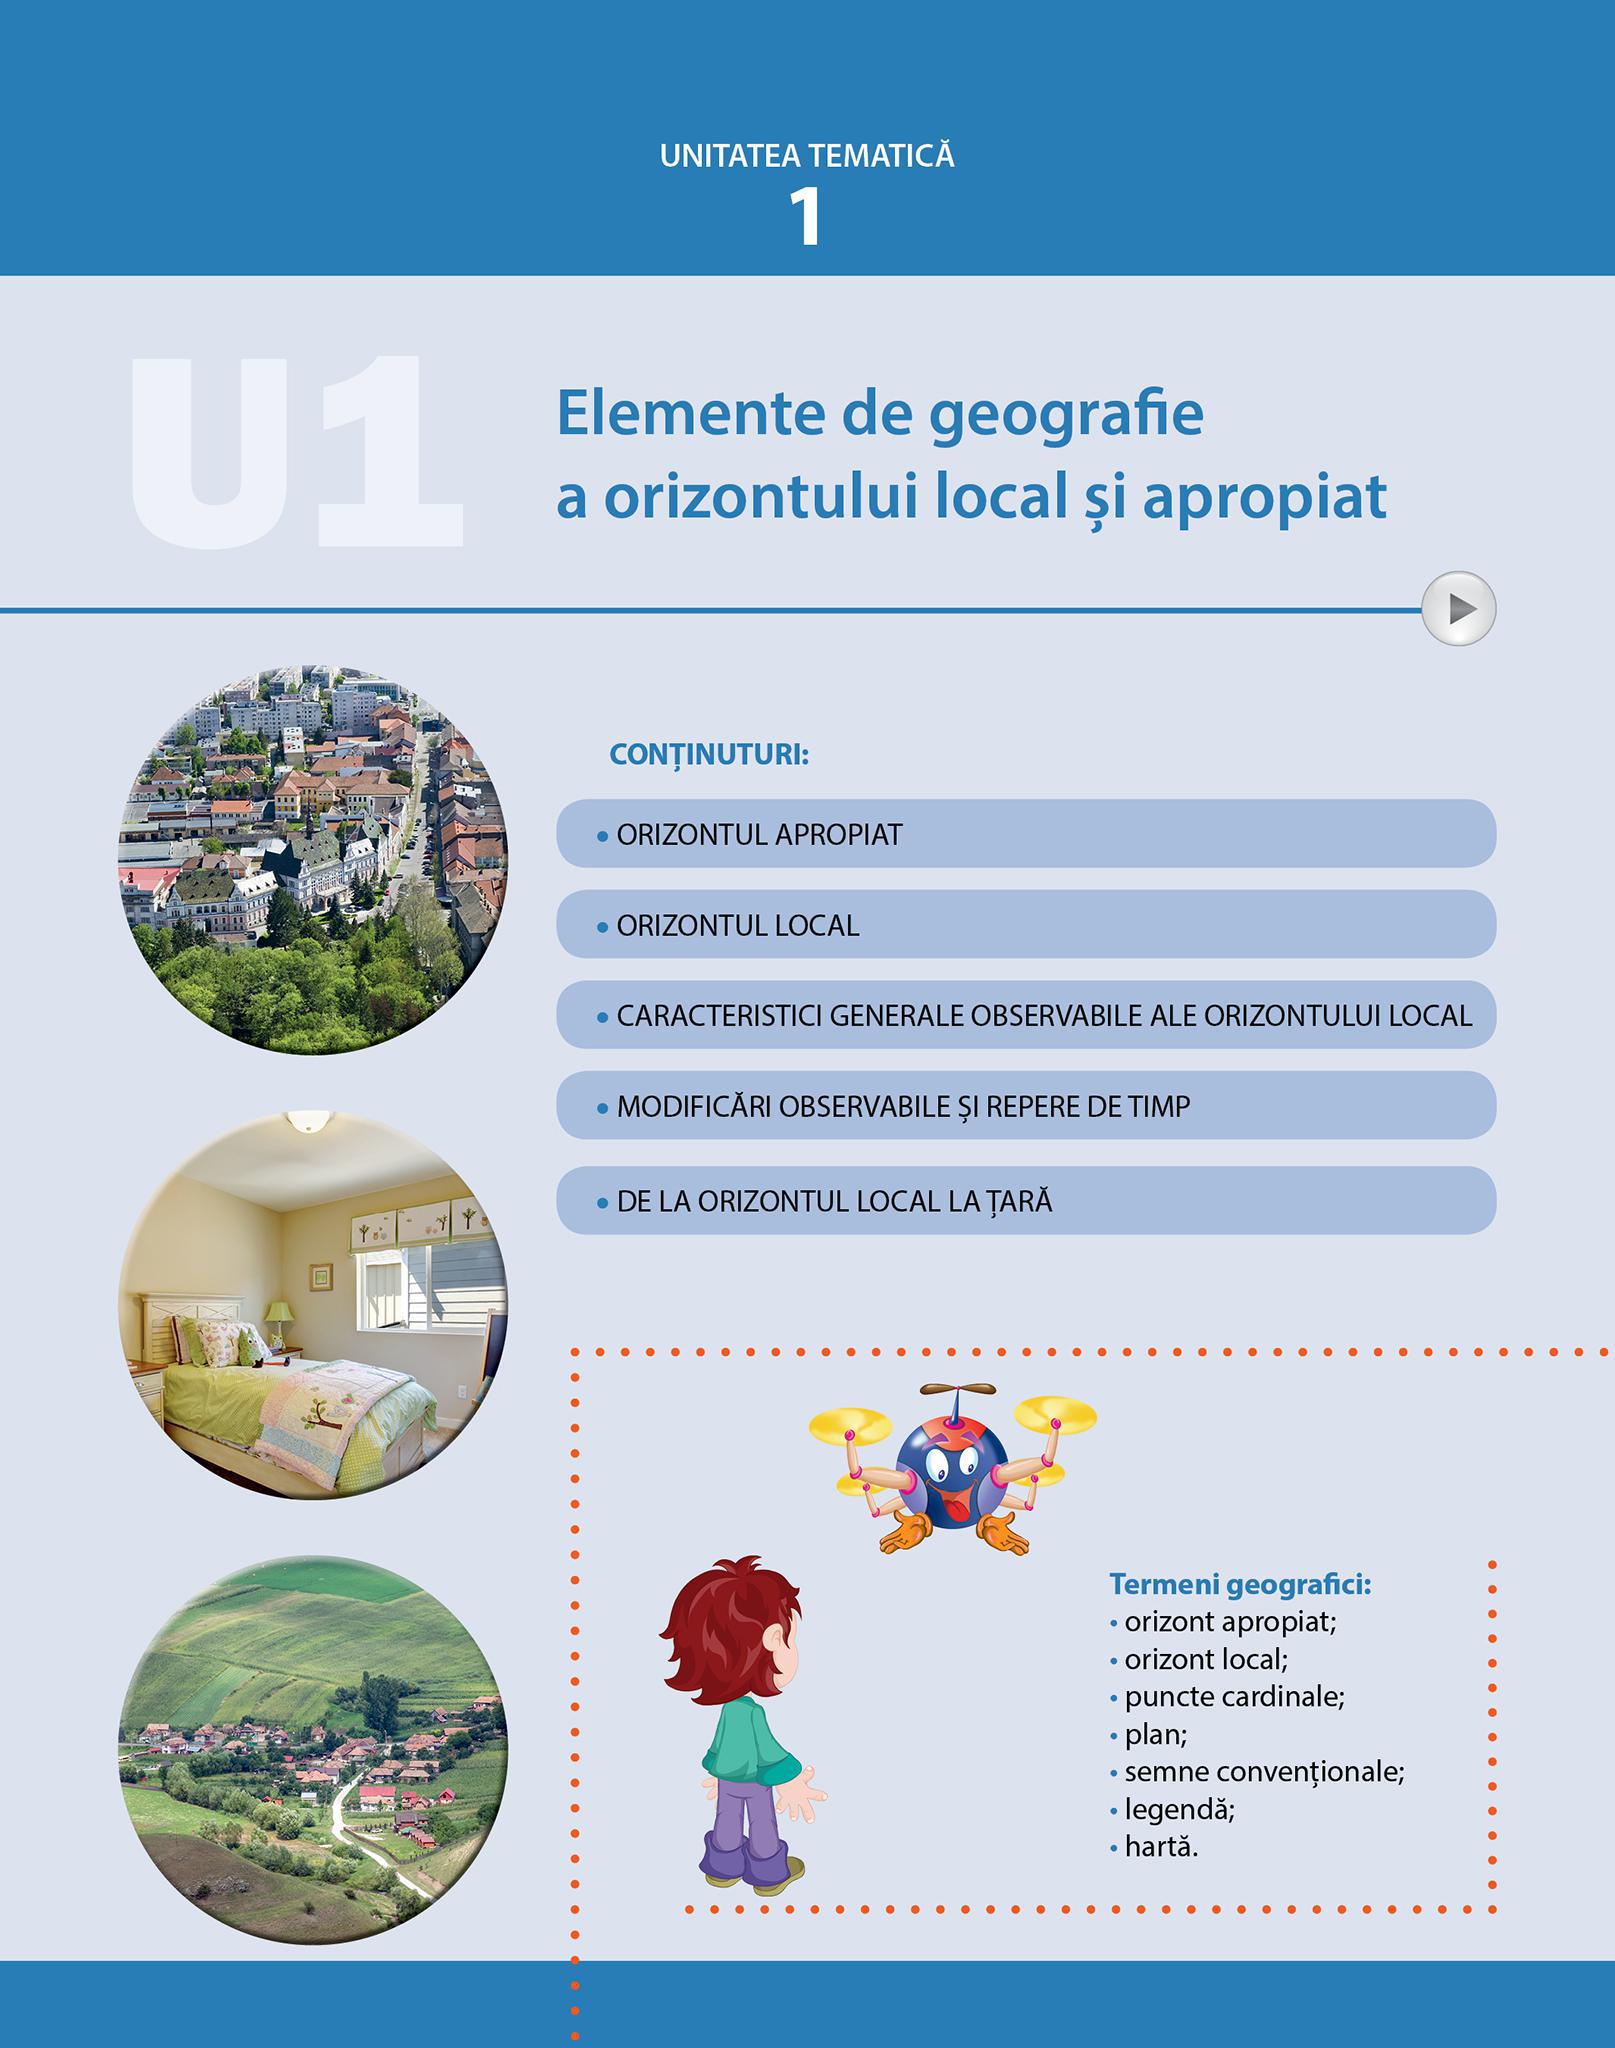 UNITATEA TEMATICĂ
1
U1
Elemente de geografie
a orizontului local și apropiat
CONȚINUTURI:
• ORIZONTUL APROPIAT
• ORIZONTUL LOCAL
• CARACTERISTICI GENERALE OBSERVABILE ALE ORIZONTULUI LOCAL
• MODIFICĂRI OBSERVABILE ȘI REPERE DE TIMP
• DE LA ORIZONTUL LOCAL LA ȚARĂ
Termeni geografici:
• orizont apropiat;
• orizont local;
• puncte cardinale;
• plan;
• semne convenționale;
• legendă;
• hartă.